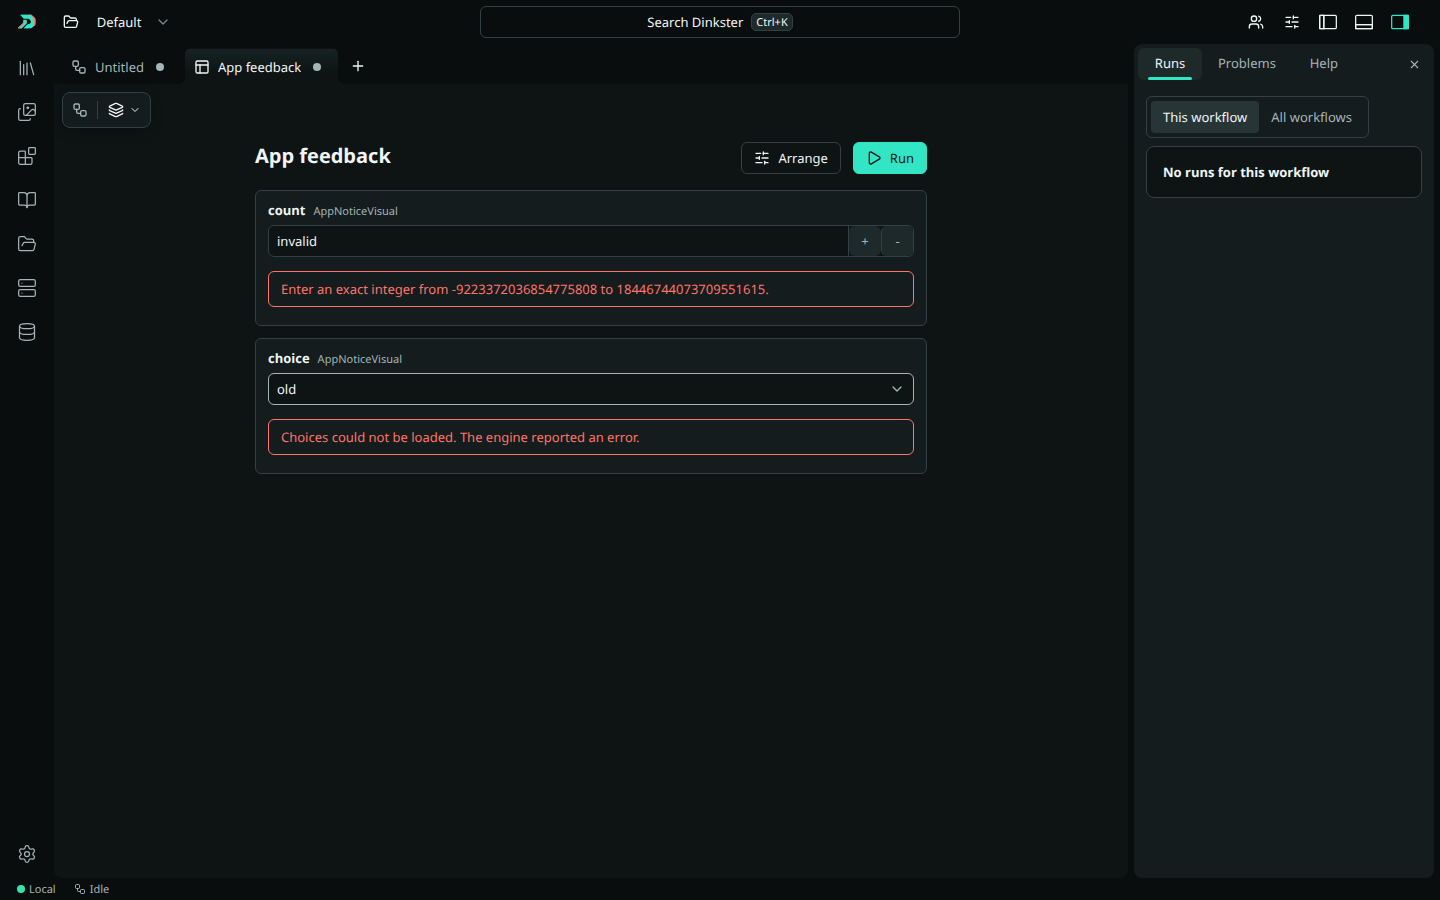 Default
Search Dinkster Ctrl+K
Untitled
App feedback
Runs
Problems
Help
This workflow
All workflows
No runs for this workflow
App feedback
Arrange
Run
count AppNoticeVisual
invalid
+
-
Enter an exact integer from -9223372036854775808 to 18446744073709551615.
choice AppNoticeVisual
old
Choices could not be loaded. The engine reported an error.
Local
Idle